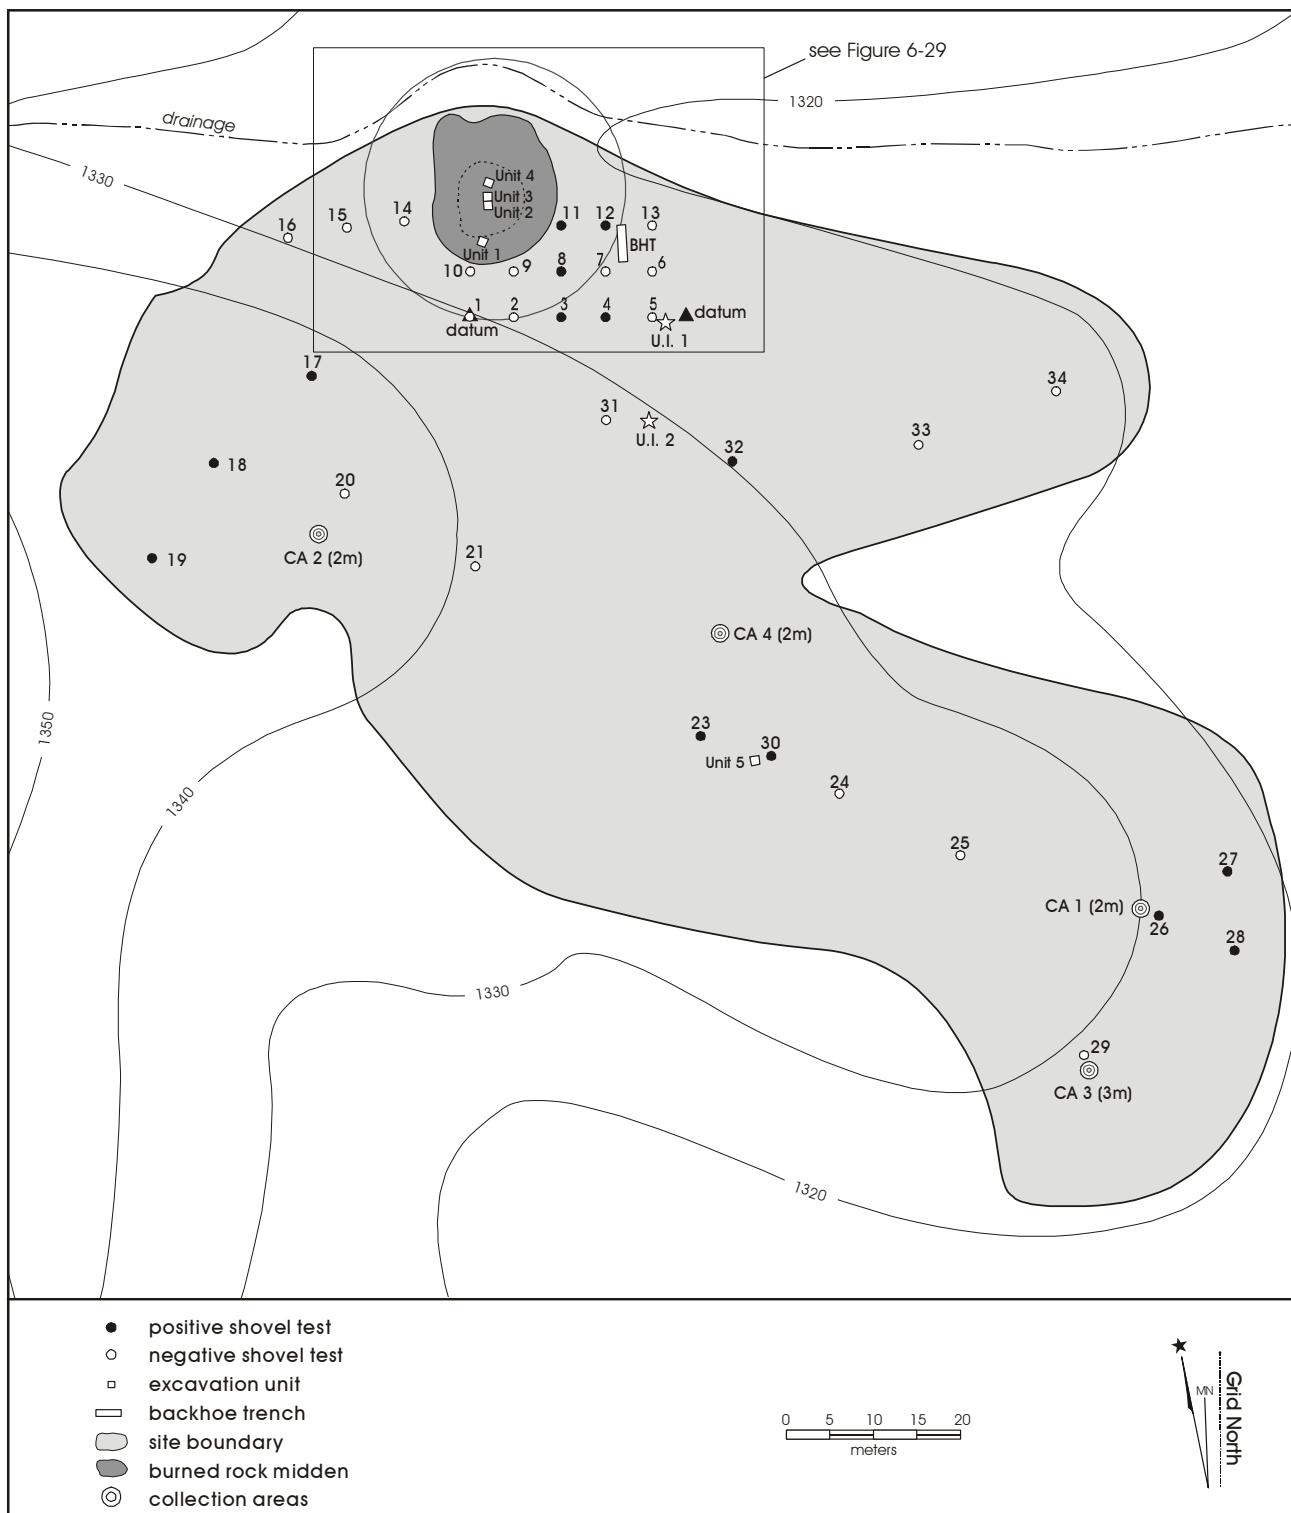 see Figure 6-29
1320
drainage
1330
Unit 4
Unit 3
Unit 2
Unit 1
16
15
14
11
12
13
BHT
10
9
8
7
6
1
2
3
4
5
datum
datum
U.I. 1
17
31
U.I. 2
32
33
34
18
20
CA 2 (2m)
19
21
CA 4 (2m)
1350
23
30
Unit 5
24
1340
25
27
CA 1 (2m)
26
28
1330
29
CA 3 (3m)
1320
positive shovel test
negative shovel test
excavation unit
backhoe trench
site boundary
burned rock midden
collection areas
0 5 10 15 20
meters
MN
Grid North